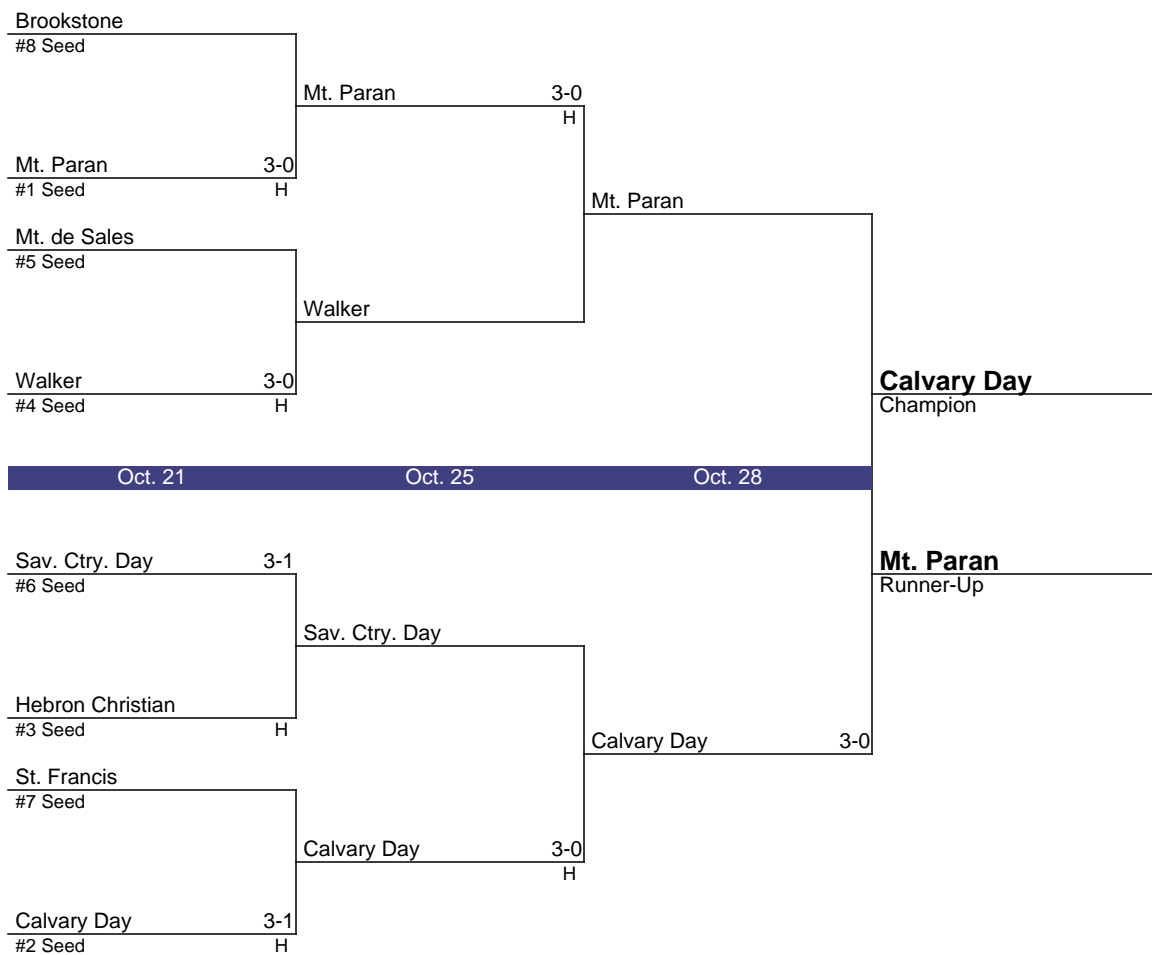 Brookstone
#8 Seed
Mt. Paran 3-0
H
Mt. Paran 3-0
#1 Seed H
Mt. Paran
Mt. de Sales
#5 Seed
Walker
Walker 3-0
#4 Seed H
Calvary Day
Champion
Oct. 21 Oct. 25 Oct. 28
Sav. Ctry. Day 3-1
#6 Seed
Mt. Paran
Runner-Up
Sav. Ctry. Day
Hebron Christian
#3 Seed H
Calvary Day 3-0
St. Francis
#7 Seed
Calvary Day 3-0
H
Calvary Day 3-1
#2 Seed H